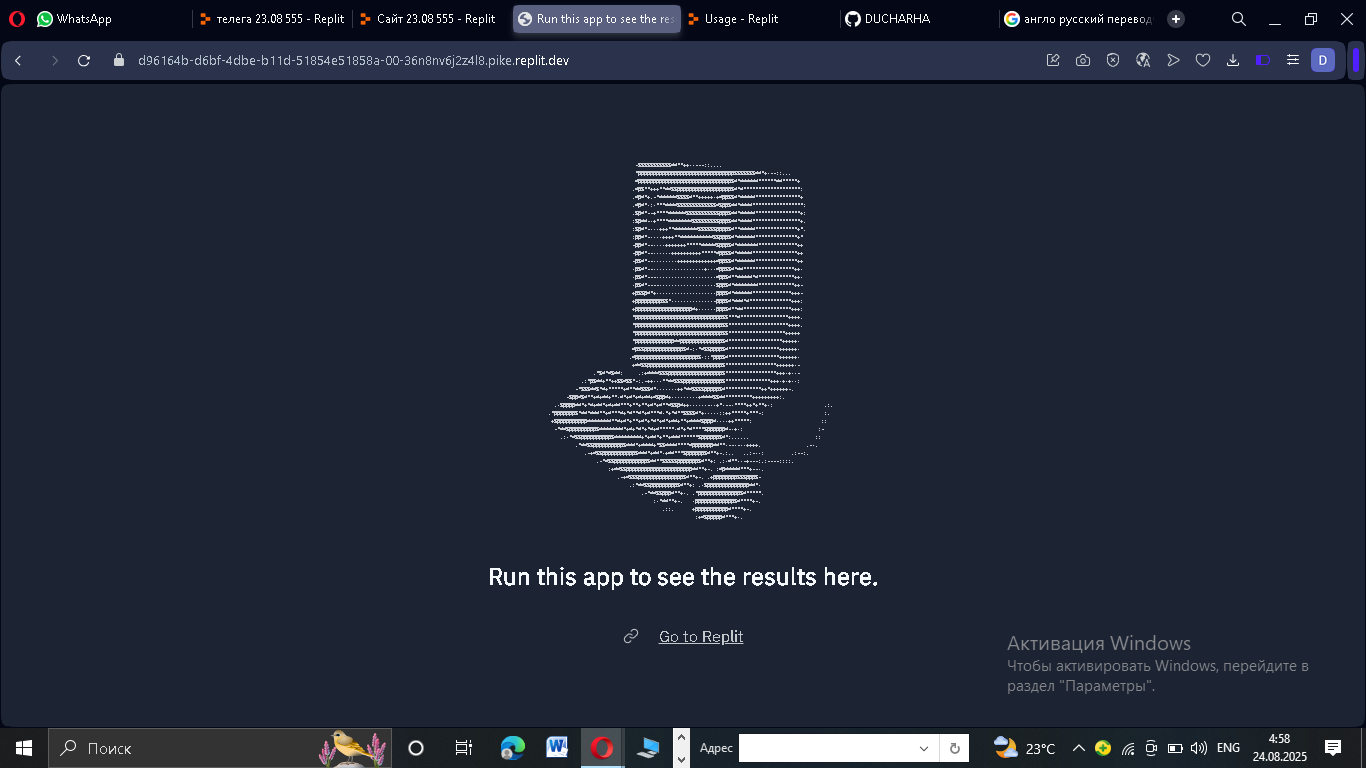 WhatsApp
телега 23.08 555 - Replit
Сайт 23.08 555 - Replit
Run this app to see the res
Usage - Replit
DUCHARHA
англо русский перевод
d96164b-d6bf-4dbe-b11d-51854e51858a-00-36n8nv6j2z4l8.pike.replit.dev
D
Run this app to see the results here.
Go to Replit
Активация Windows
Чтобы активировать Windows, перейдите в
раздел "Параметры".
Поиск
Адрес
23°C
ENG
4:58
24.08.2025